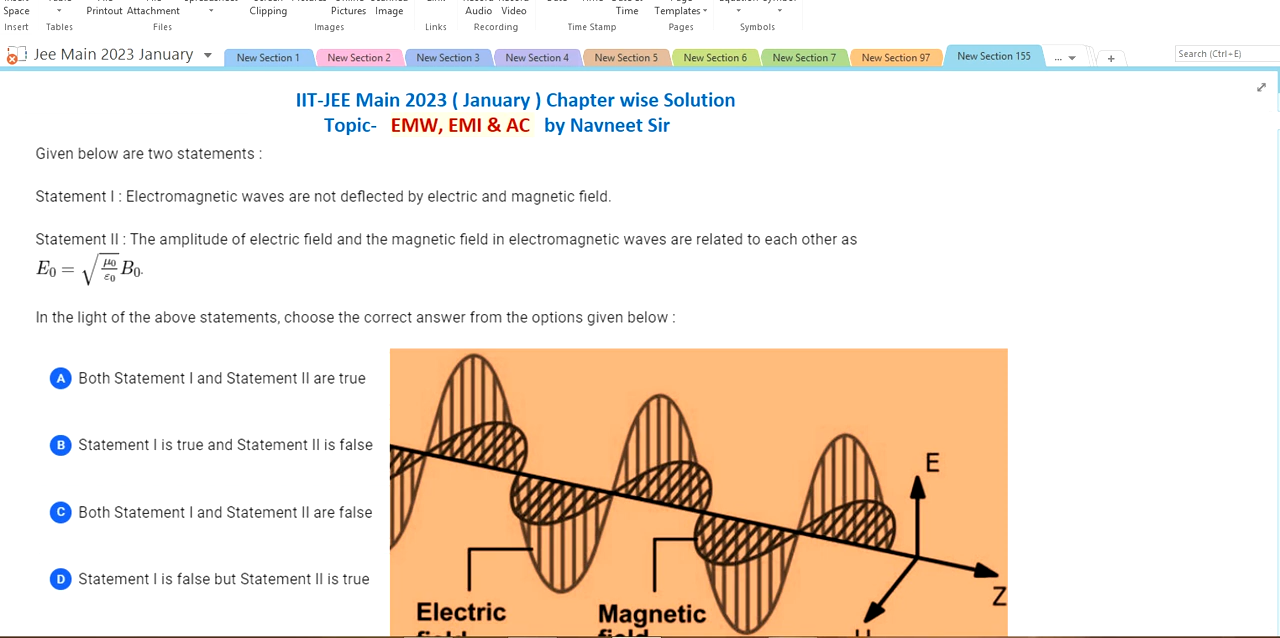 Space
Printout Attachment
Clipping
Pictures
Pictures
Image
Audio Video
Time
Templates
Insert Tables Files Images Links Recording Time Stamp Pages Symbols
Jee Main 2023 January
New Section 1 New Section 2 New Section 3 New Section 4 New Section 5 New Section 6 New Section 7 New Section 97 New Section 155 ... +
Search (Ctrl+E)
IIT-JEE Main 2023 ( January ) Chapter wise Solution
Topic- EMW, EMI & AC by Navneet Sir
Given below are two statements :
Statement I : Electromagnetic waves are not deflected by electric and magnetic field.
Statement II : The amplitude of electric field and the magnetic field in electromagnetic waves are related to each other as
E₀ = √(μ₀/ε₀) B₀.
In the light of the above statements, choose the correct answer from the options given below :
A Both Statement I and Statement II are true
B Statement I is true and Statement II is false
C Both Statement I and Statement II are false
D Statement I is false but Statement II is true
E
Z
Electric
field
Magnetic
field